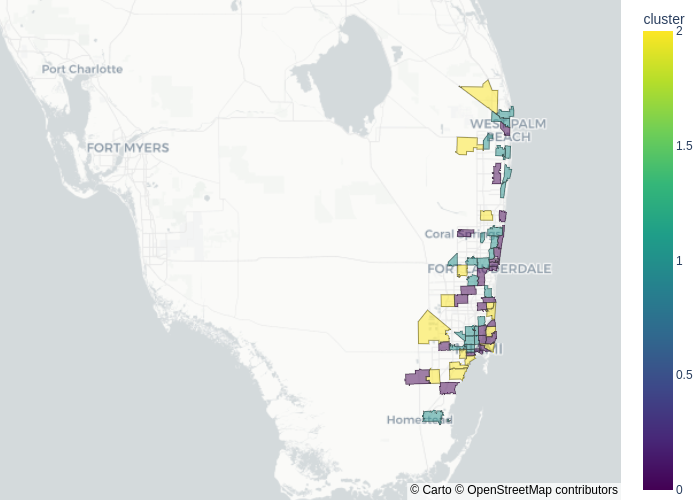 cluster
2
Port Charlotte
WEST PALM
BEACH
1.5
FORT MYERS
Coral Springs
1
FORT LAUDERDALE
0.5
Homestead
0
© Carto © OpenStreetMap contributors